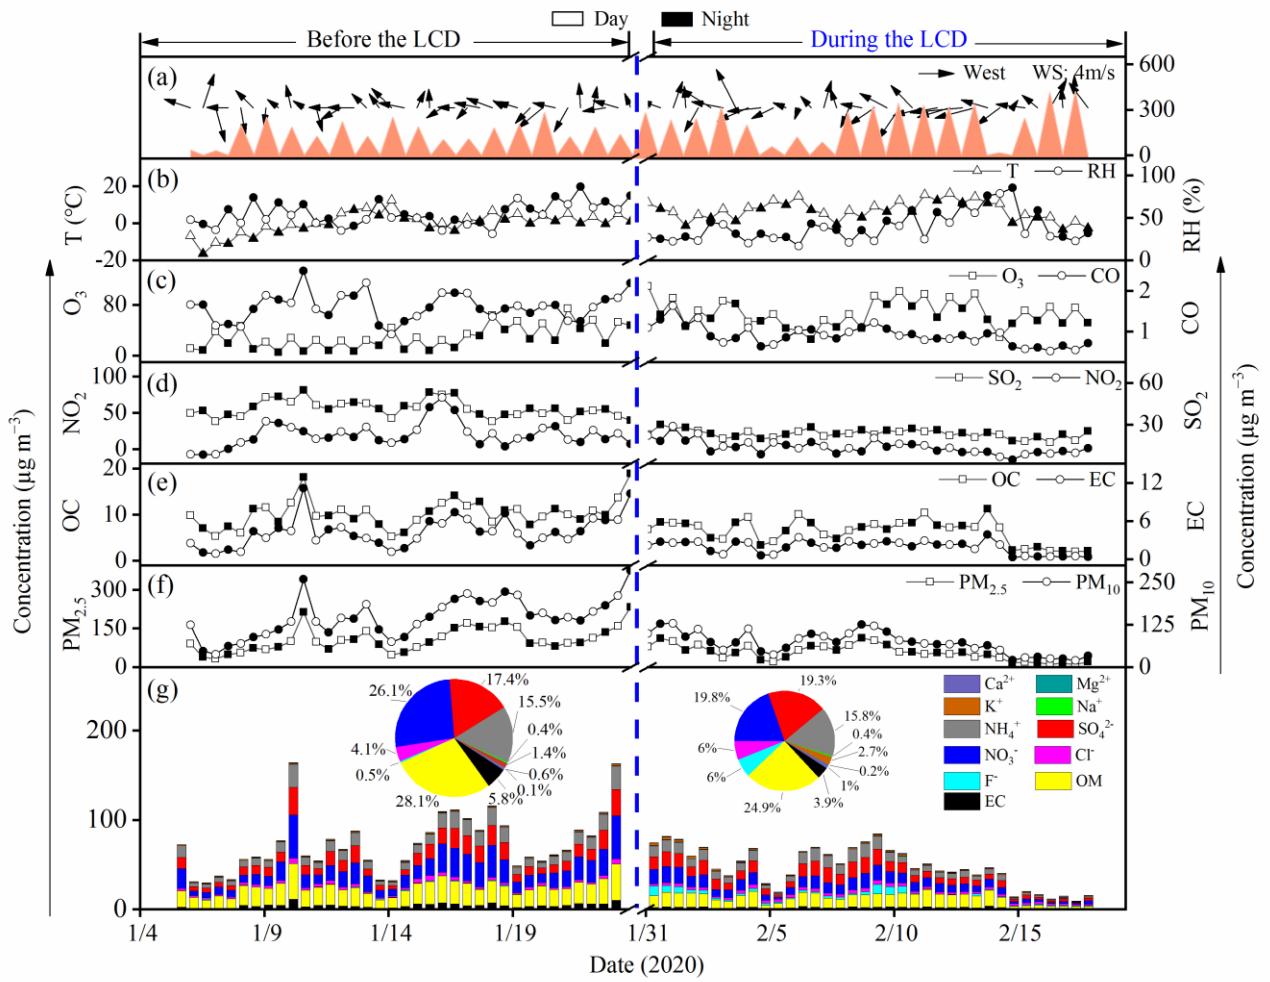 Day Night
Before the LCD During the LCD
(a) West WS: 4m/s 600
300
0
(b) T RH 100
20
0 50
-20 0
T (°C) RH (%)
(c) O₃ CO 2
80
1
0
O₃ CO
(d) SO₂ NO₂ 60
100
50 30
0
NO₂ SO₂
(e) OC EC 12
20
10 6
0 0
OC EC
(f) PM₂.₅ PM₁₀ 250
300
150 125
0 0
PM₂.₅ PM₁₀
Concentration (μg m⁻³) Concentration (μg m⁻³)
(g)
26.1% 17.4% 15.5% 0.4% 1.4% 0.6% 0.1% 5.8% 28.1% 0.5% 4.1%
19.8% 19.3% 15.8% 0.4% 2.7% 0.2% 1% 3.9% 24.9% 6% 6%
Ca²⁺ Mg²⁺
K⁺ Na⁺
NH₄⁺ SO₄²⁻
NO₃⁻ Cl⁻
F⁻ OM
EC
200
100
0
1/4 1/9 1/14 1/19 1/31 2/5 2/10 2/15
Date (2020)